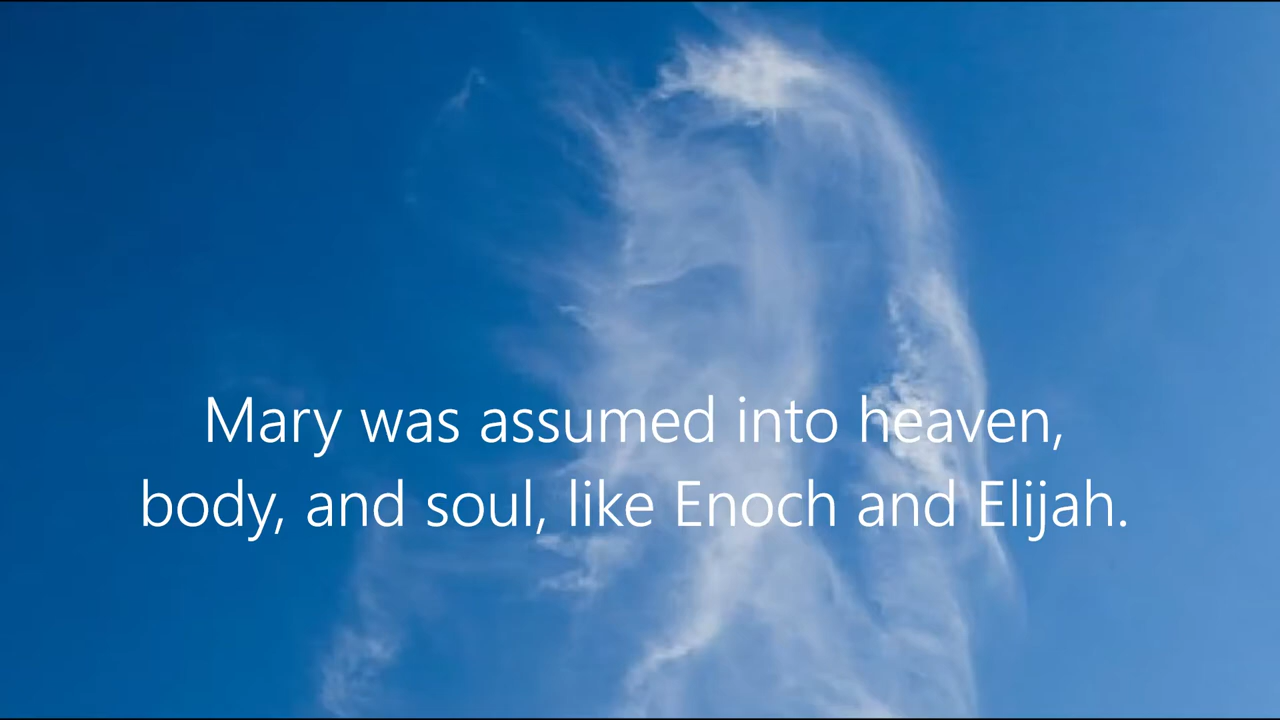 Mary was assumed into heaven,
body, and soul, like Enoch and Elijah.